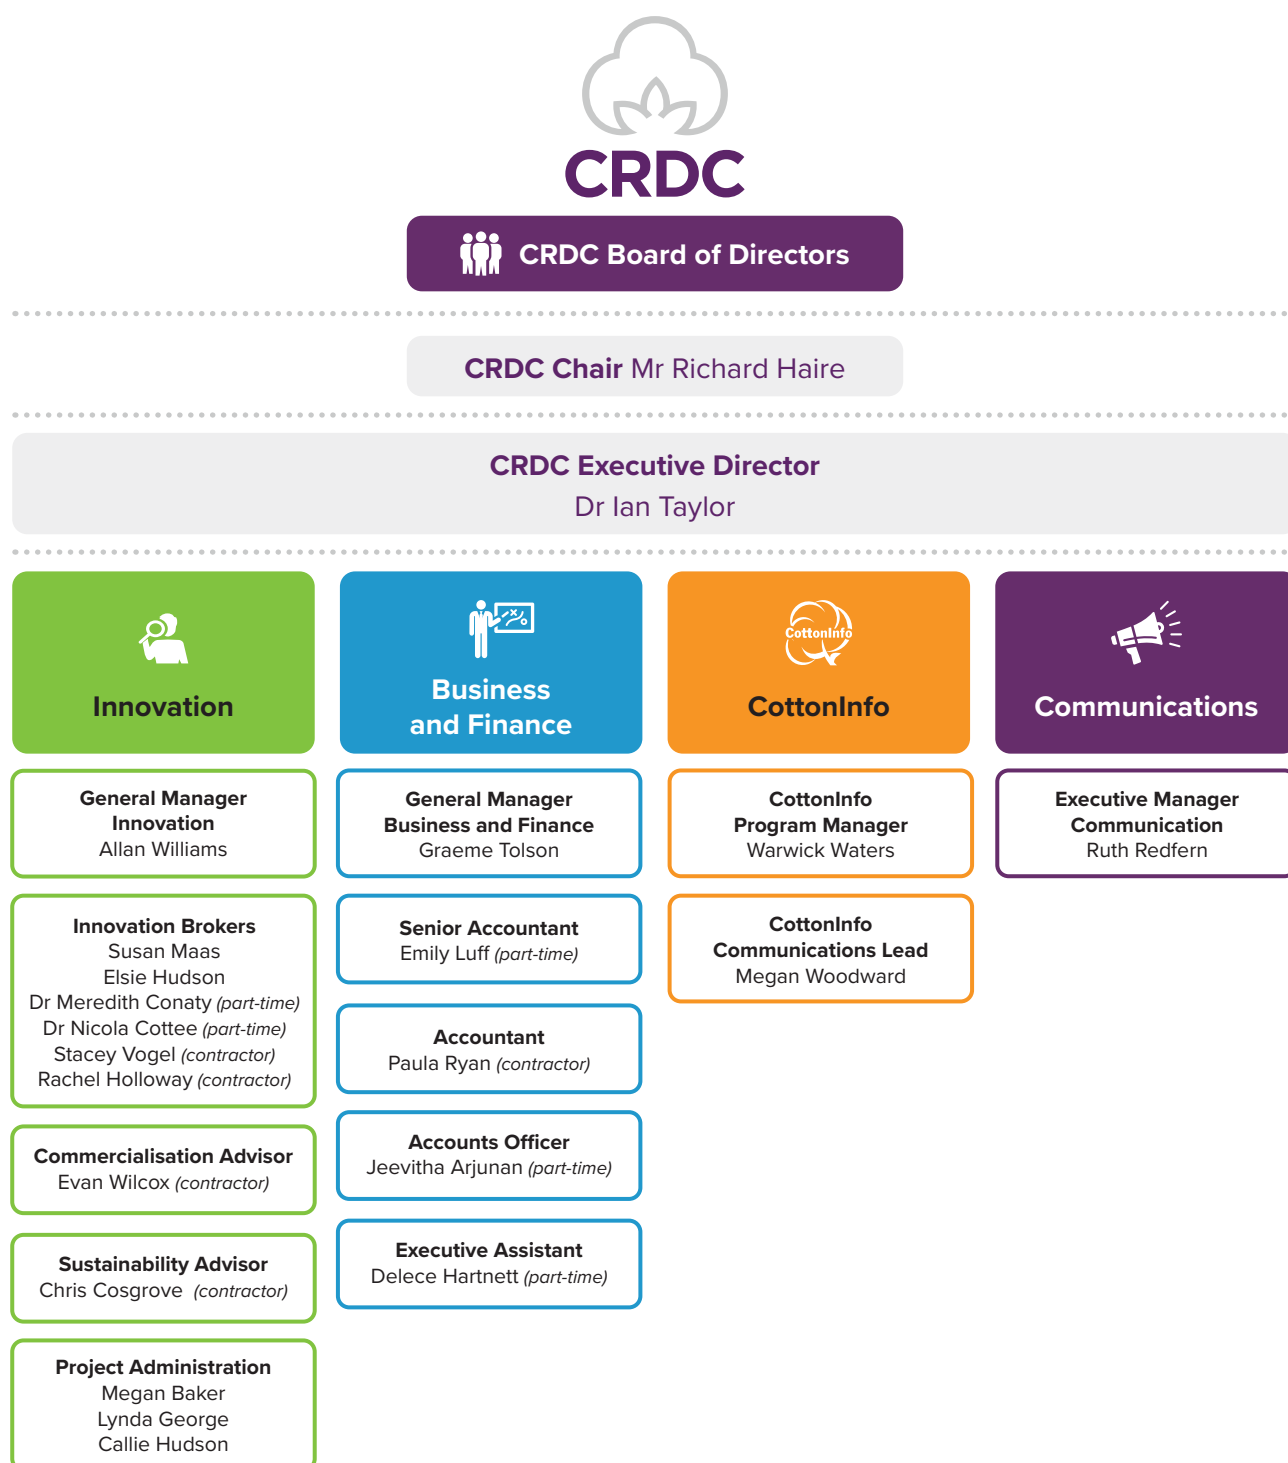 CRDC
CRDC Board of Directors
CRDC Chair Mr Richard Haire
CRDC Executive Director
Dr Ian Taylor
Innovation
General Manager
Innovation
Allan Williams
Innovation Brokers
Susan Maas
Elsie Hudson
Dr Meredith Conaty (part-time)
Dr Nicola Cottee (part-time)
Stacey Vogel (contractor)
Rachel Holloway (contractor)
Commercialisation Advisor
Evan Wilcox (contractor)
Sustainability Advisor
Chris Cosgrove (contractor)
Project Administration
Megan Baker
Lynda George
Callie Hudson
Business
and Finance
General Manager
Business and Finance
Graeme Tolson
Senior Accountant
Emily Luff (part-time)
Accountant
Paula Ryan (contractor)
Accounts Officer
Jeevitha Arjunan (part-time)
Executive Assistant
Delece Hartnett (part-time)
CottonInfo
CottonInfo
CottonInfo
Program Manager
Warwick Waters
CottonInfo
Communications Lead
Megan Woodward
Communications
Executive Manager
Communication
Ruth Redfern